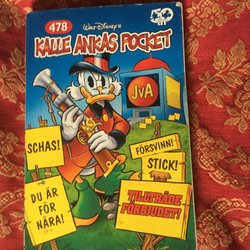 478
WALT DISNEY'S
KALLE ANKAS POCKET
50
JvA
SCHAS!
FÖRSVINN!
STICK!
DU ÄR
FÖR
NÄRA!
TILLTRÄDE
FÖRBJUDET!